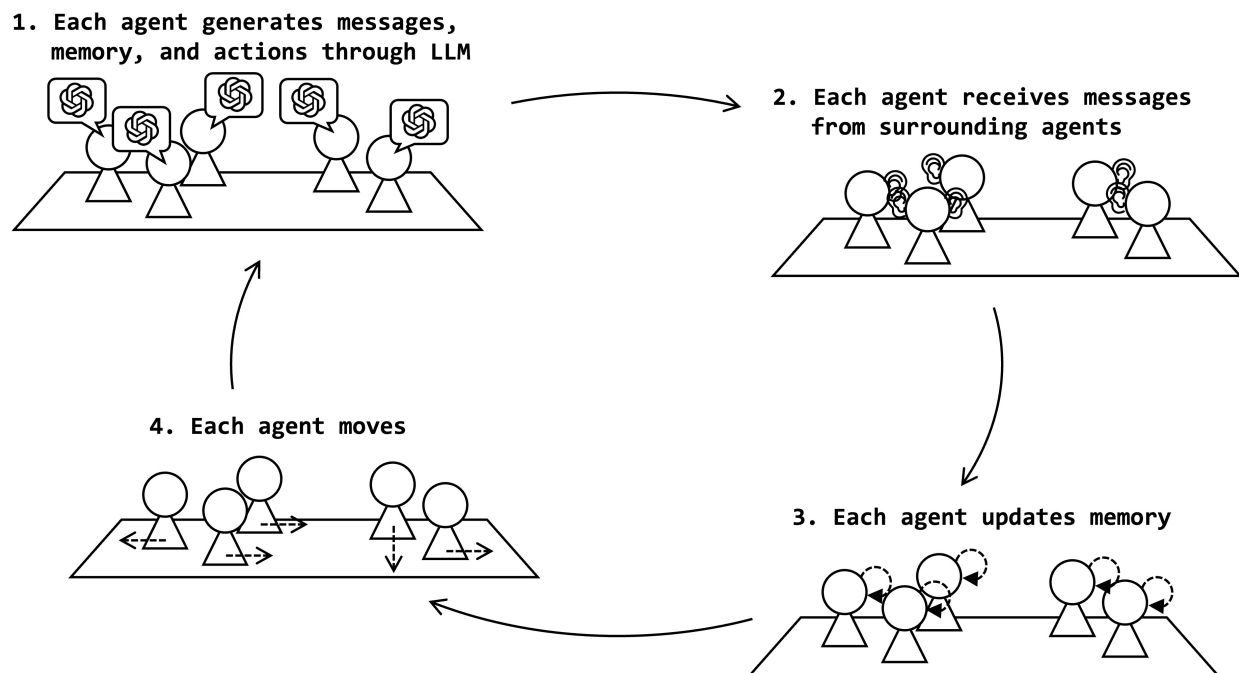 1. Each agent generates messages,
memory, and actions through LLM
2. Each agent receives messages
from surrounding agents
3. Each agent updates memory
4. Each agent moves